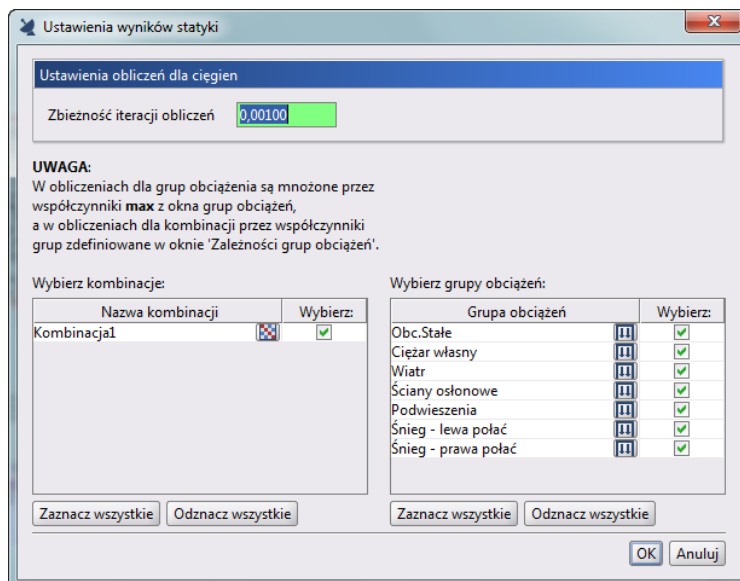 Ustawienia wyników statyki
Ustawienia obliczeń dla cięgien
Zbieżność iteracji obliczeń 0,00100
UWAGA:
W obliczeniach dla grup obciążenia są mnożone przez
współczynniki max z okna grup obciążeń,
a w obliczeniach dla kombinacji przez współczynniki
grup zdefiniowane w oknie 'Zależności grup obciążeń'.
Wybierz kombinacje:
Nazwa kombinacji Wybierz:
Kombinacja1
Zaznacz wszystkie Odznacz wszystkie
Wybierz grupy obciążeń:
Grupa obciążeń Wybierz:
Obc.Stałe
Ciężar własny
Wiatr
Ściany osłonowe
Podwieszenia
Śnieg - lewa połać
Śnieg - prawa połać
Zaznacz wszystkie Odznacz wszystkie
OK Anuluj